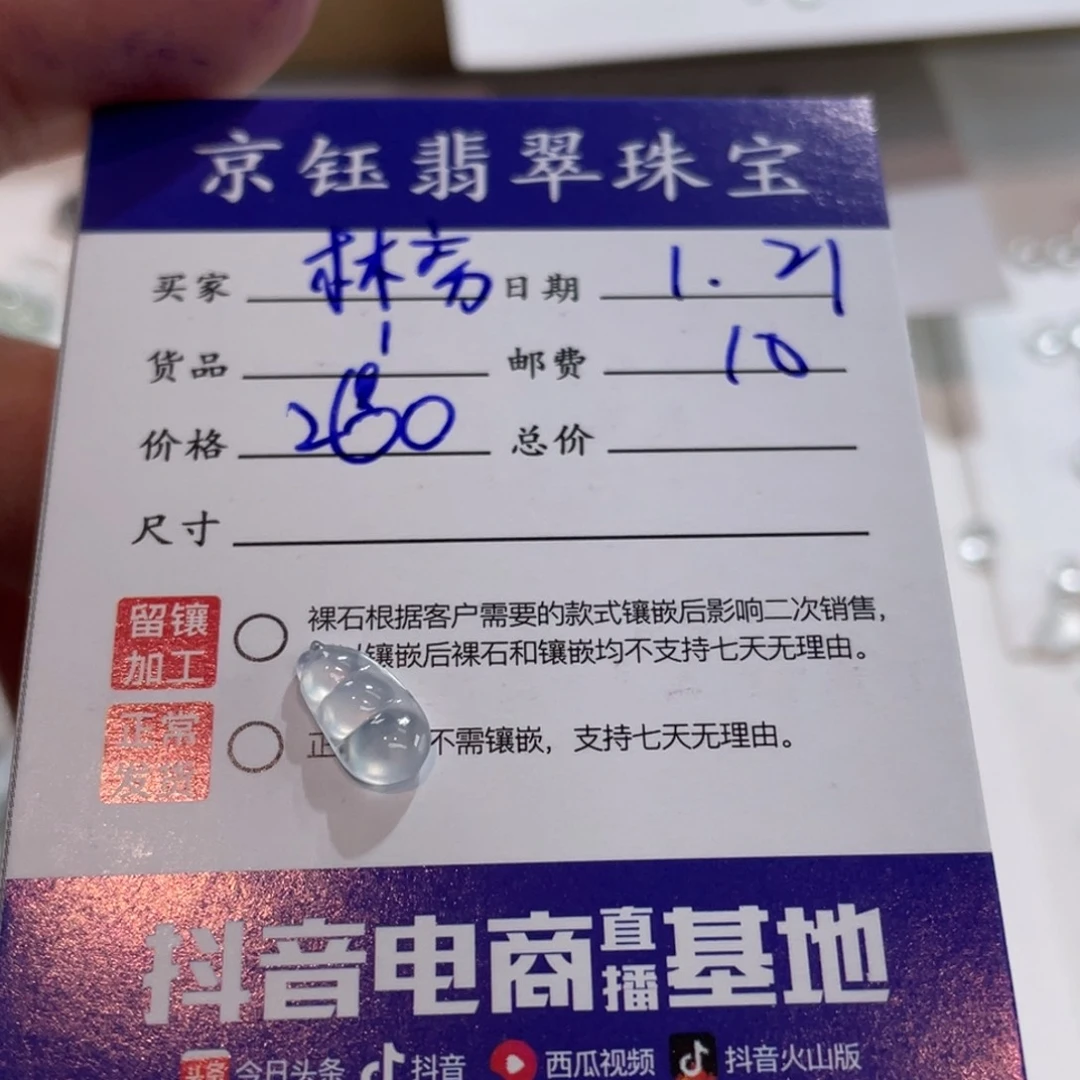 京钰翡翠珠宝
买家 林芳 日期 1.21
货品 1 邮费 10
价格 280 总价
尺寸
留镶加工 裸石根据客户需要的款式镶嵌后影响二次销售，
镶嵌后裸石和镶嵌均不支持七天无理由。
正常发货 正 不需镶嵌，支持七天无理由。
抖音电商直播基地
头条 今日头条 抖音 西瓜视频 抖音火山版